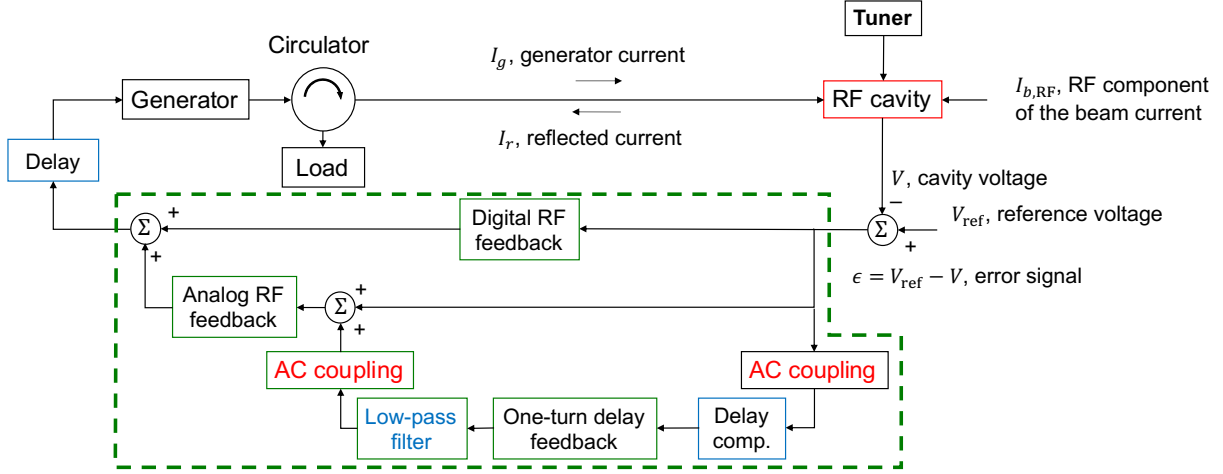 Tuner
Circulator
I_g, generator current
Generator
RF cavity
I_{b,RF}, RF component
of the beam current
I_r, reflected current
Delay
Load
V, cavity voltage
−
+
Σ
+
Digital RF
feedback
Σ
V_ref, reference voltage
+
ϵ = V_ref − V, error signal
Analog RF
feedback
+
Σ
+
AC coupling
AC coupling
Low-pass
filter
One-turn delay
feedback
Delay
comp.